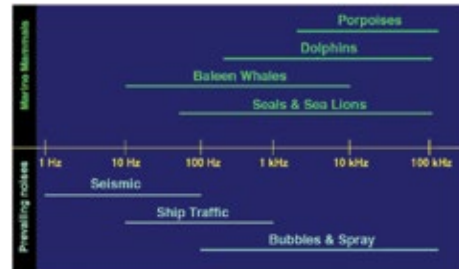 Marine Mammals
Porpoises
Dolphins
Baleen Whales
Seals & Sea Lions
1 Hz 10 Hz 100 Hz 1 kHz 10 kHz 100 kHz
Prevailing noises
Seismic
Ship Traffic
Bubbles & Spray